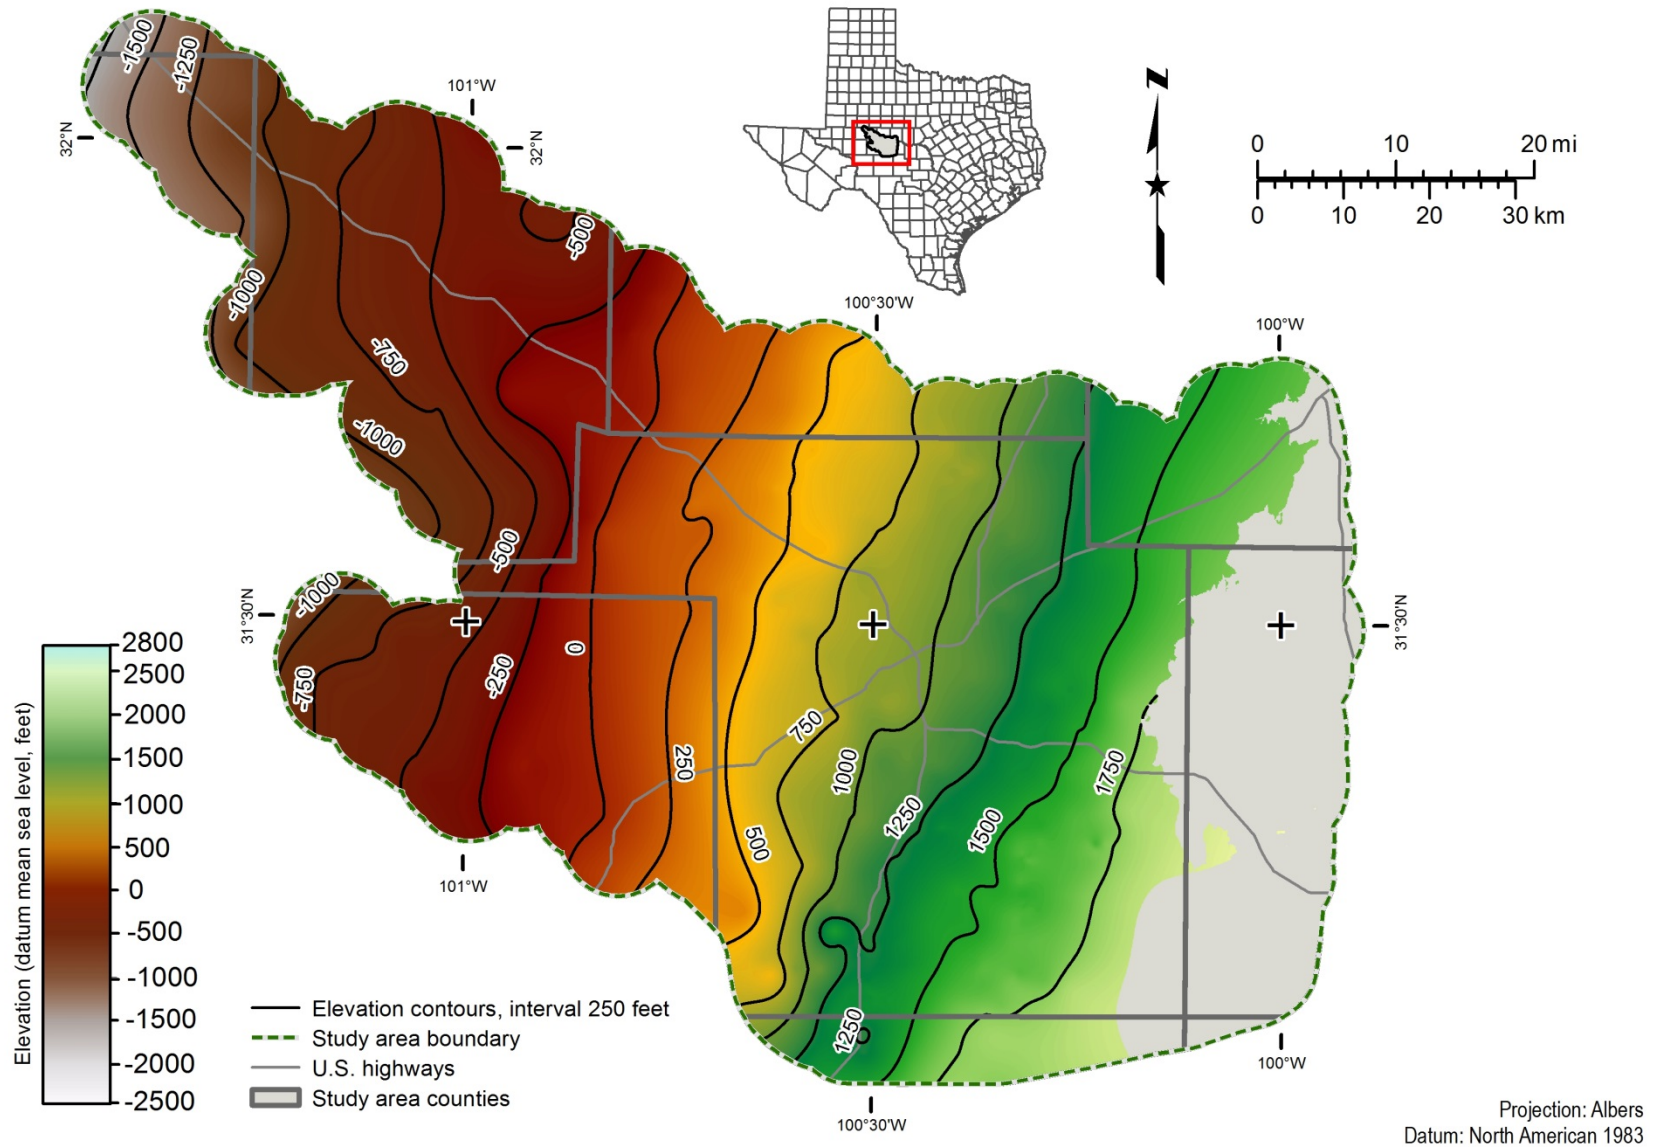 -1500
-1250
101°W
32°N
32°N
N
0 10 20 mi
0 10 20 30 km
-500
-1000
100°30'W
100°W
-750
-1000
-500
-1000
31°30'N
31°30'N
0
-250
-750
750
250
1000
1750
1250
1500
500
101°W
1250
100°W
100°30'W
Elevation (datum mean sea level, feet)
2800
2500
2000
1500
1000
500
0
-500
-1000
-1500
-2000
-2500
Elevation contours, interval 250 feet
Study area boundary
U.S. highways
Study area counties
Projection: Albers
Datum: North American 1983